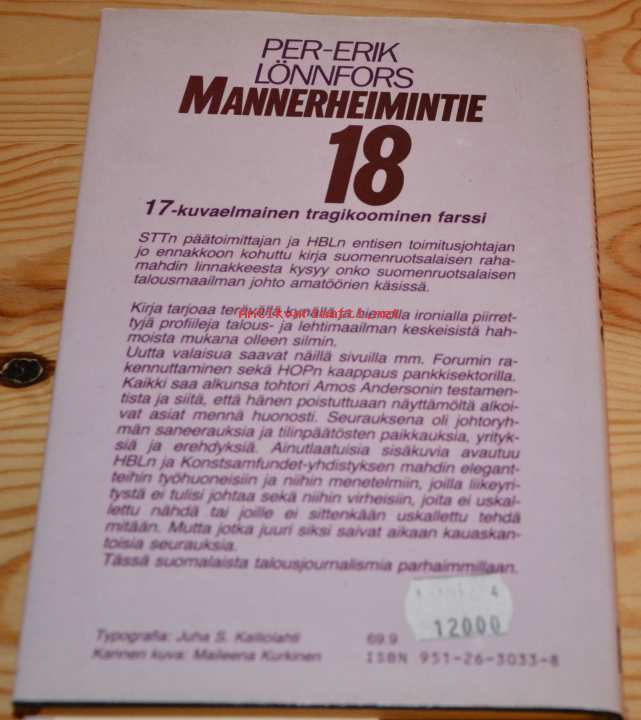 PER-ERIK
LÖNNFORS
MANNERHEIMINTIE
18
17-kuvaelmainen tragikoominen farssi
STTn päätoimittajan ja HBLn entisen toimitusjohtajan
jo ennakkoon kohuttu kirja suomenruotsalaisen raha-
mahdin linnakkeesta kysyy onko suomenruotsalaisen
talousmaailman johto amatöörien käsissä.
Kirja tarjoaa terävällä kynällä ja hienolla ironialla piirret-
tyjä profiileja talous- ja lehtimaailman keskeisistä hah-
moista mukana olleen silmin.
Uutta valaisua saavat näillä sivuilla mm. Forumin ra-
kennuttaminen sekä HOPn kaappaus pankkisektorilla.
Kaikki saa alkunsa tohtori Amos Andersonin testamen-
tista ja siitä, että hänen poistuttuaan näyttämöltä alkoi-
vat asiat mennä huonosti. Seurauksena oli johtoryh-
män saneerauksia ja tilinpäätösten paikkauksia, yrityk-
siä ja erehdyksiä. Ainutlaatuisia sisäkuvia avautuu
HBLn ja Konstsamfundet-yhdistyksen mahdin elegant-
teihin työhuoneisiin ja niihin menetelmiin, joilla liikeyri-
tystä ei tulisi johtaa sekä niihin virheisiin, joita ei uskal-
lettu nähdä tai joille ei sittenkään uskallettu tehdä
mitään. Mutta jotka juuri siksi saivat aikaan kauaskan-
toisia seurauksia.
Tässä suomalaista talousjournalismia parhaimmillaan.
12000
Typografia: Juha S. Kalliolahti 69.9
Kannen kuva: Maileena Kurkinen ISBN 951-26-3033-8